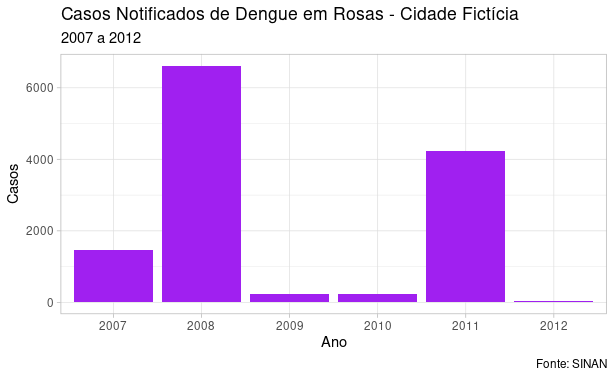 Casos Notificados de Dengue em Rosas - Cidade Fictícia
2007 a 2012
6000
4000
2000
0
Casos
2007 2008 2009 2010 2011 2012
Ano
Fonte: SINAN